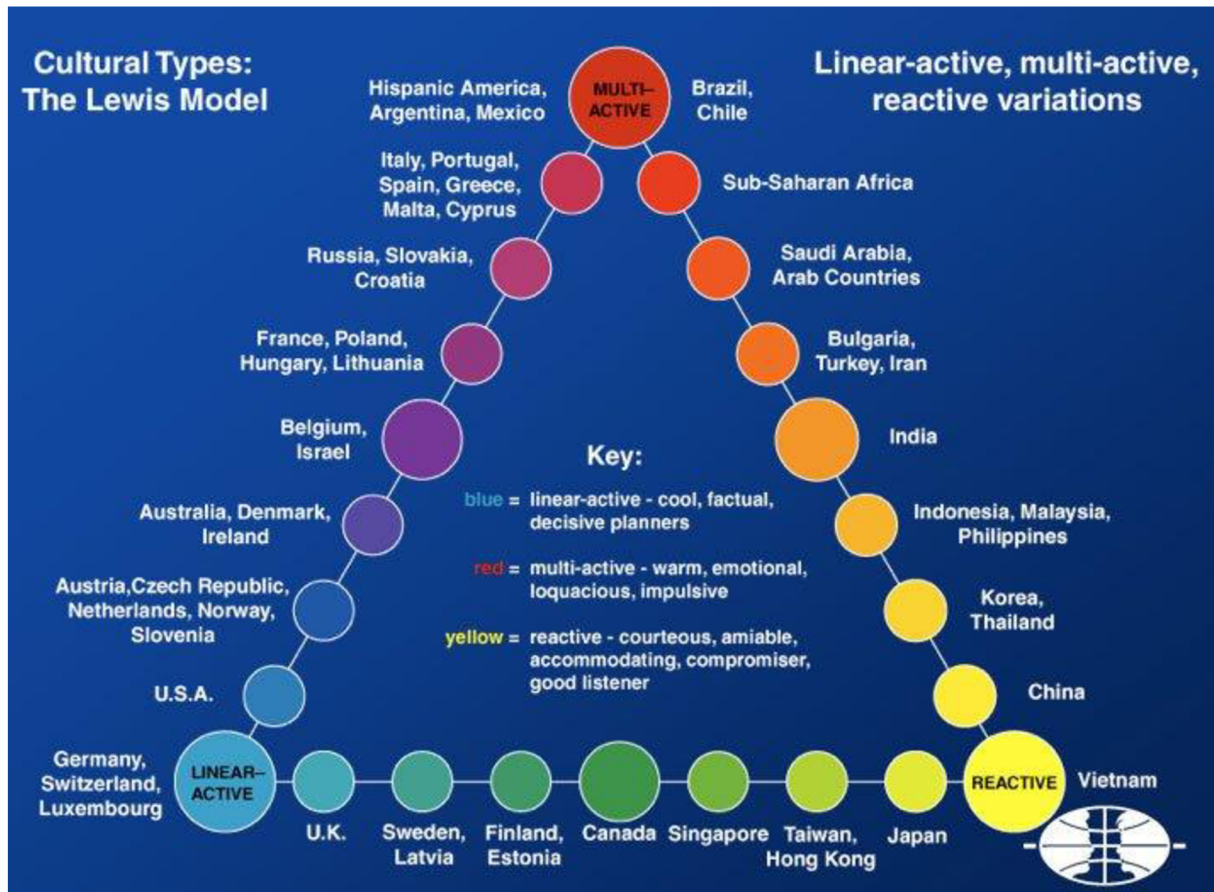 Cultural Types:
The Lewis Model
Linear-active, multi-active,
reactive variations
Hispanic America,
Argentina, Mexico
MULTI–
ACTIVE
Brazil,
Chile
Italy, Portugal,
Spain, Greece,
Malta, Cyprus
Sub-Saharan Africa
Russia, Slovakia,
Croatia
Saudi Arabia,
Arab Countries
France, Poland,
Hungary, Lithuania
Bulgaria,
Turkey, Iran
Belgium,
Israel
India
Key:
blue = linear-active - cool, factual,
decisive planners
red = multi-active - warm, emotional,
loquacious, impulsive
yellow = reactive - courteous, amiable,
accommodating, compromiser,
good listener
Australia, Denmark,
Ireland
Indonesia, Malaysia,
Philippines
Austria,Czech Republic,
Netherlands, Norway,
Slovenia
Korea,
Thailand
U.S.A.
China
Germany,
Switzerland,
Luxembourg
LINEAR–
ACTIVE
REACTIVE
Vietnam
U.K.
Sweden,
Latvia
Finland,
Estonia
Canada
Singapore
Taiwan,
Hong Kong
Japan